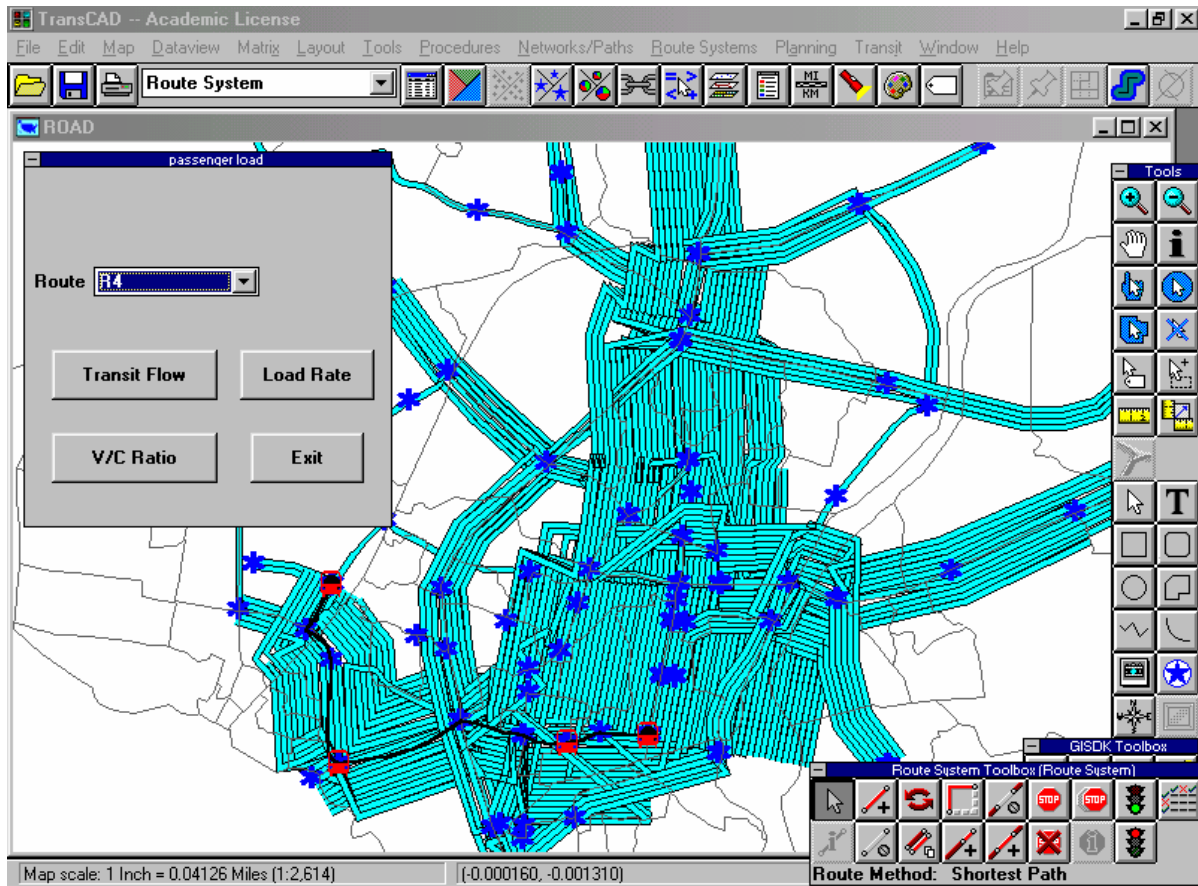 TransCAD -- Academic License
File Edit Map Dataview Matrix Layout Tools Procedures Networks/Paths Route Systems Planning Transit Window Help
Route System
MI
KM
ROAD
passenger load
Route R4
Transit Flow Load Rate
V/C Ratio Exit
Tools
T
GISDK Toolbox
Route System Toolbox (Route System)
STOP STOP
Route Method: Shortest Path
Map scale: 1 Inch = 0.04126 Miles (1:2,614) (-0.000160, -0.001310)